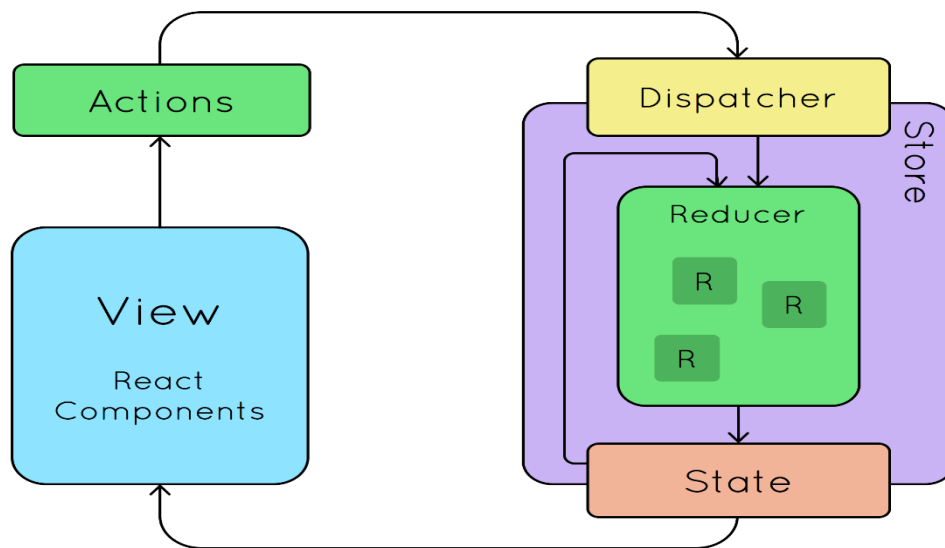 Actions
Dispatcher
Store
Reducer
R
R
R
View
React
Components
State